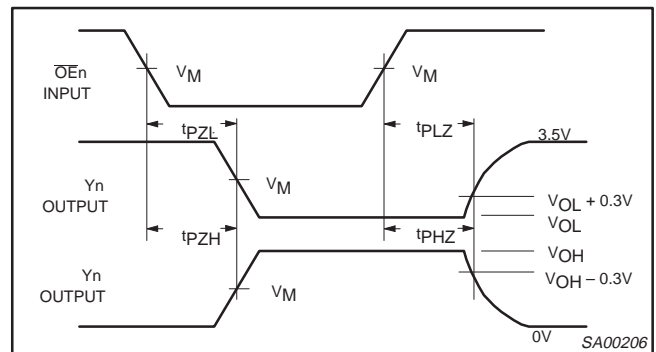 OEn
INPUT
VM
VM
tPZL
tPLZ
3.5V
Yn
OUTPUT
VM
VOL + 0.3V
VOL
tPZH
tPHZ
VOH
Yn
OUTPUT
VM
VOH – 0.3V
0V
SA00206